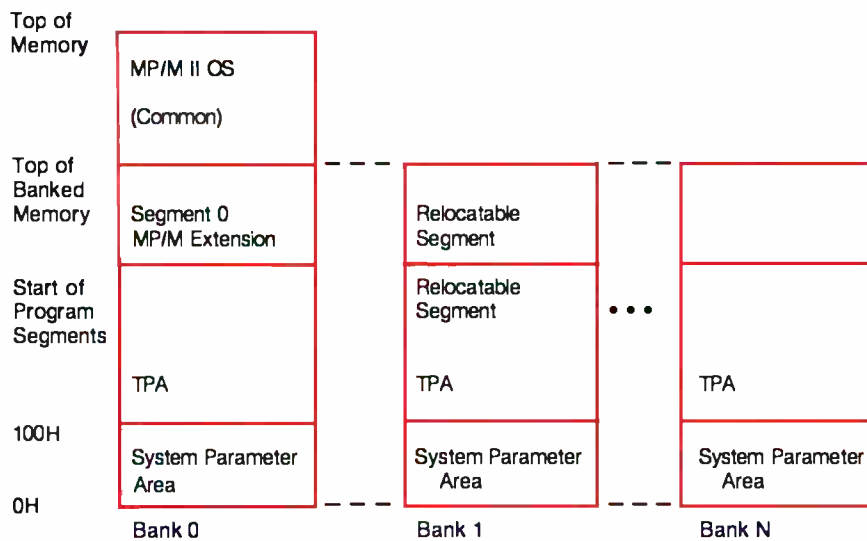 Top of
Memory
MP/M II OS
(Common)
Top of
Banked
Memory
Segment 0
MP/M Extension
Relocatable
Segment
Start of
Program
Segments
Relocatable
Segment
TPA
TPA
TPA
100H
System Parameter
Area
System Parameter
Area
System Parameter
Area
0H
Bank 0
Bank 1
Bank N